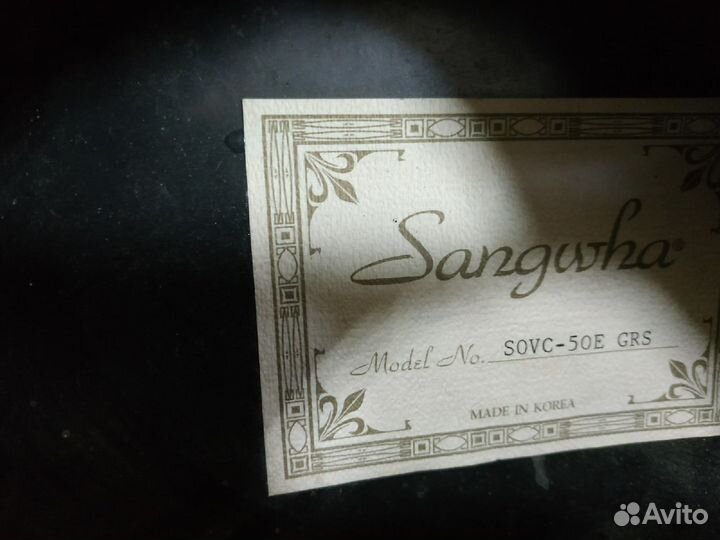 Sangwha®
Model No. SOVC-50E GRS
MADE IN KOREA
Avito